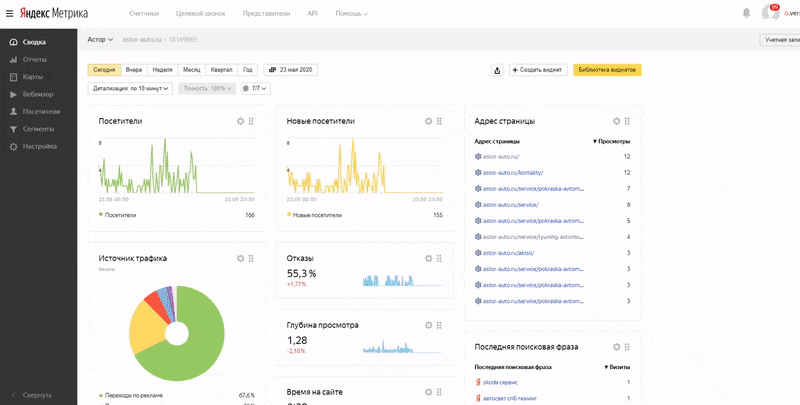 Яндекс Метрика
Счетчики Целевой звонок Представители API Помощь
99
o.vers
Сводка
Отчеты
Карты
Вебвизор
Посетители
Сегменты
Настройка
Свернуть
Астор astor-auto.ru
Учетная запи
Сегодня Вчера Неделя Месяц Квартал Год 23 мая 2020
+ Создать виджет Библиотека виджетов
Детализация: по 10 минут Точность: 100% 7/7
Посетители
8
4
23.05 00:00 23.05 23:50
Посетители 166
Новые посетители
8
4
23.05 00:00 23.05 23:50
Новые посетители 155
Адрес страницы
Адрес страницы ▼ Просмотры
astor-auto.ru/ 12
astor-auto.ru/kontakty/ 12
astor-auto.ru/service/pokraska-avtom... 7
astor-auto.ru/service/ 6
astor-auto.ru/service/pokraska-avtom... 5
astor-auto.ru/service/tyuning-avtomo... 4
astor-auto.ru/aktsii/ 3
astor-auto.ru/service/pokraska-avtom... 3
astor-auto.ru/service/pokraska-avtom... 3
astor-auto.ru/service/pokraska-avtom... 3
Источник трафика
Визиты
Переходы по рекламе 67,6 %
Отказы
55,3 %
+1,77%
Глубина просмотра
1,28
-2,18%
Время на сайте
Последняя поисковая фраза
Последняя поисковая фраза ▼ Визиты
skoda сервис 1
автосвет спб тюнинг 1